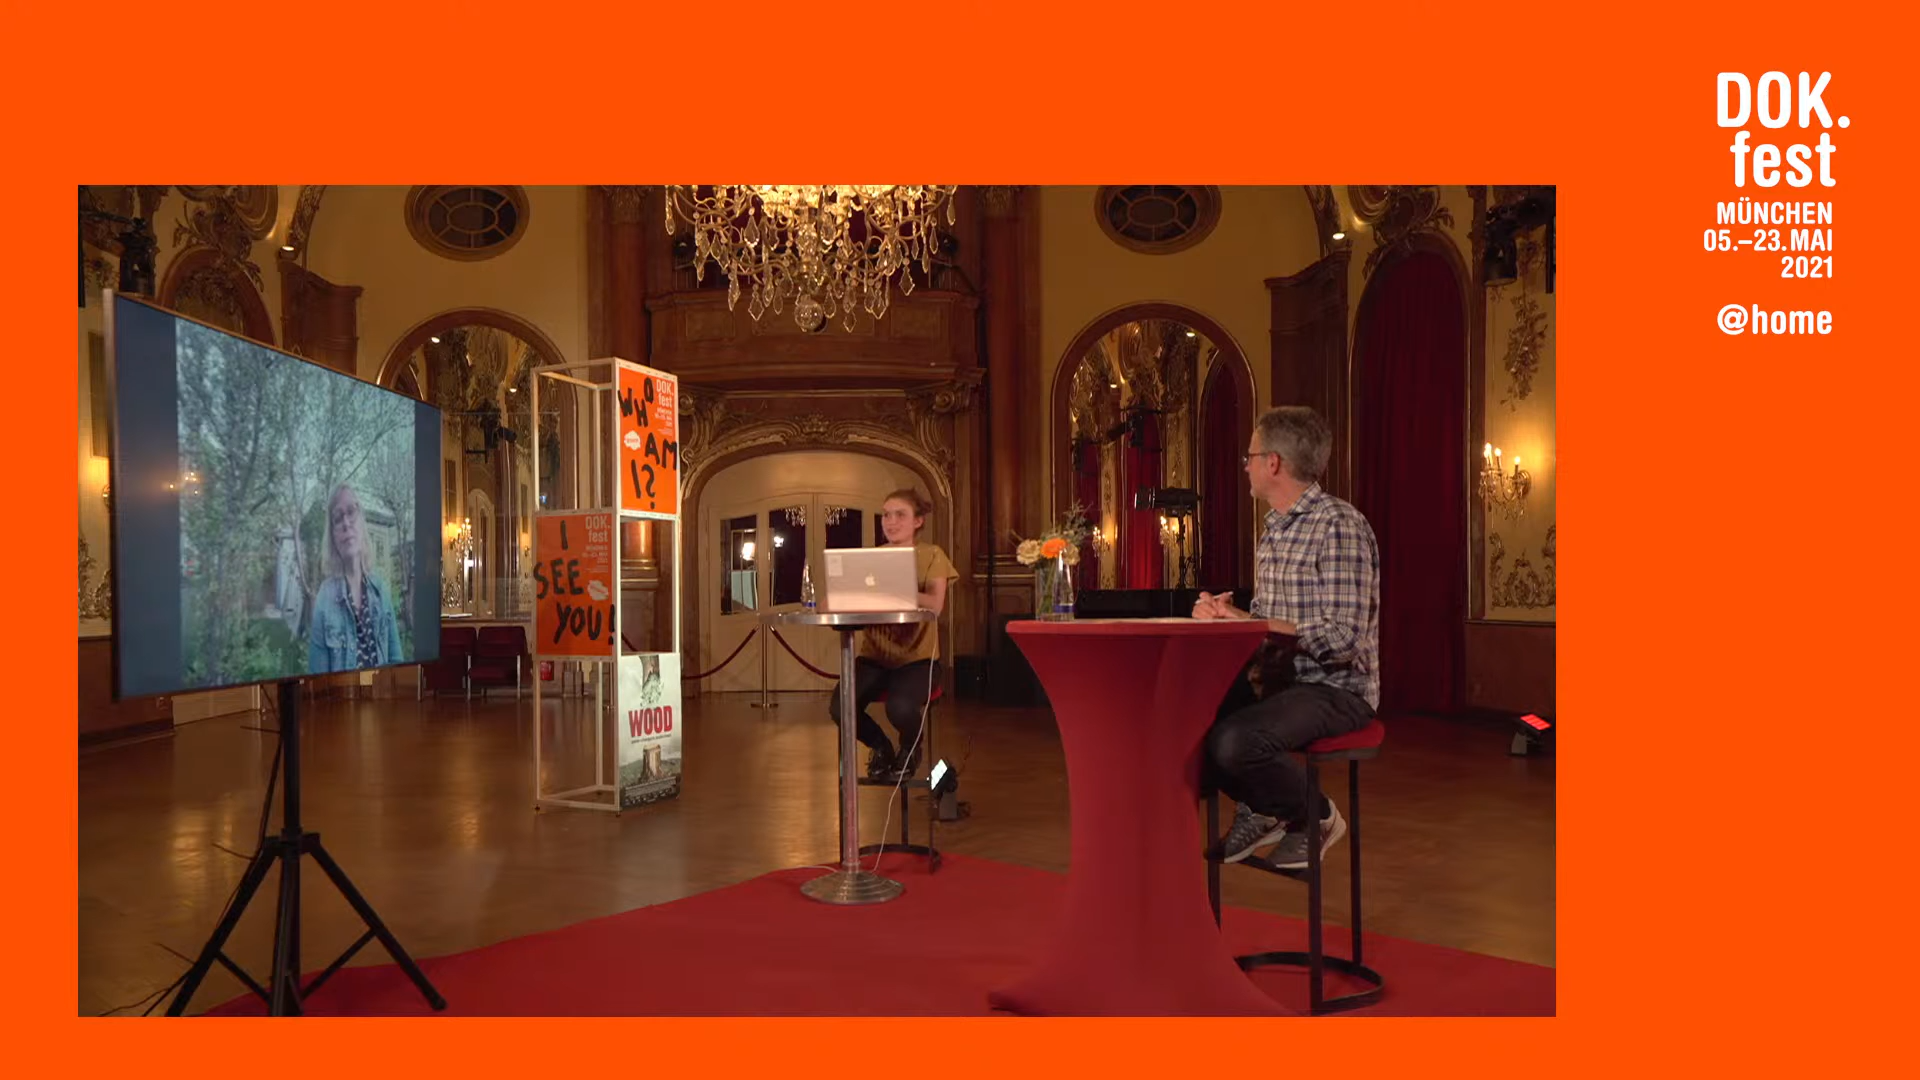 DOK.
fest
MÜNCHEN
05.–23. MAI
2021
@home
WHO
AM
I?
DOK.
fest
I
SEE
YOU!
DOK.
fest
WOOD